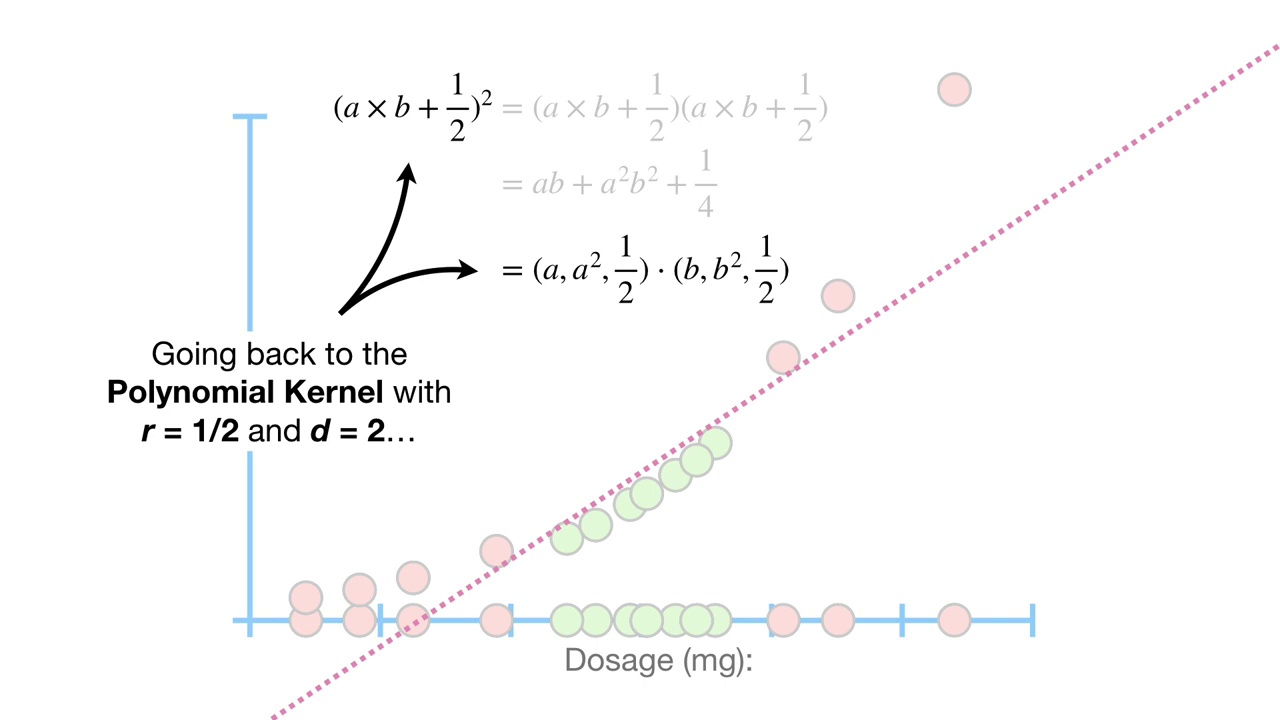 (a × b + 1/2)² = (a × b + 1/2)(a × b + 1/2)
= ab + a²b² + 1/4
= (a, a², 1/2) · (b, b², 1/2)
Going back to the
Polynomial Kernel with
r = 1/2 and d = 2…
Dosage (mg):